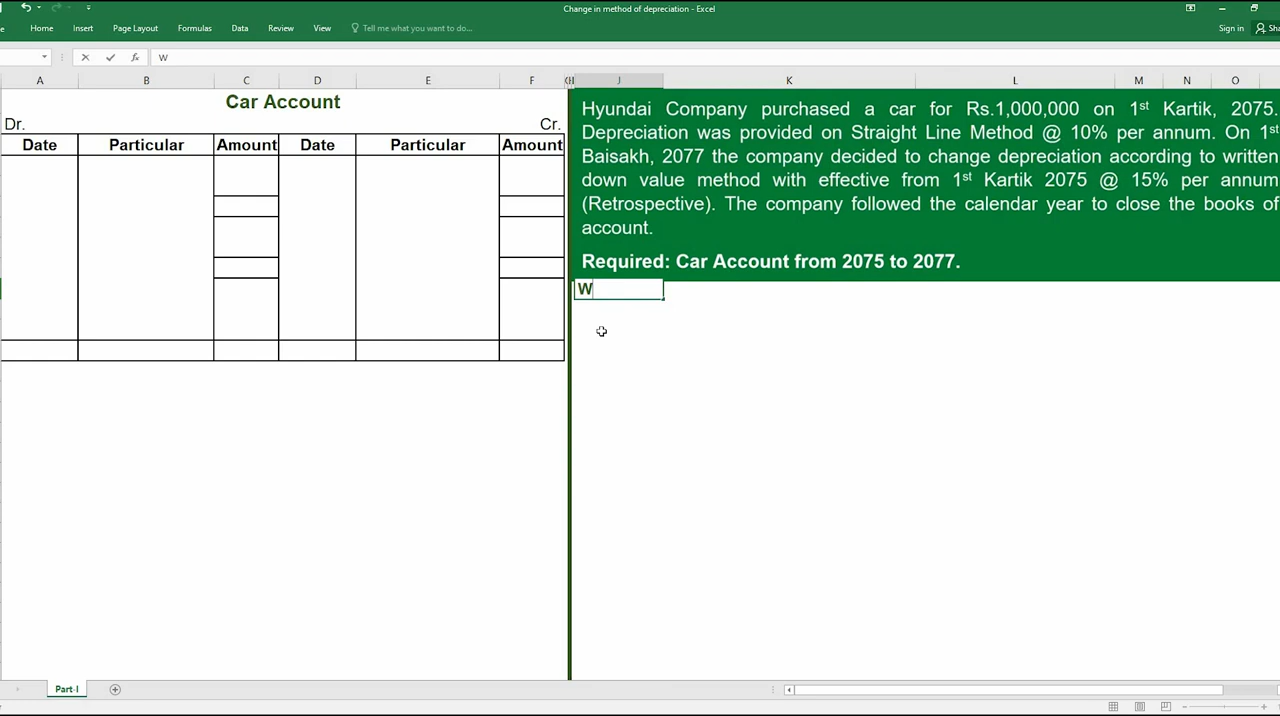 Change in method of depreciation - Excel
Home Insert Page Layout Formulas Data Review View Tell me what you want to do... Sign in
W
A B C D E F J K L M N O
Car Account
Dr. Cr.
Date Particular Amount Date Particular Amount
Hyundai Company purchased a car for Rs.1,000,000 on 1st Kartik, 2075.
Depreciation was provided on Straight Line Method @ 10% per annum. On 1st
Baisakh, 2077 the company decided to change depreciation according to written
down value method with effective from 1st Kartik 2075 @ 15% per annum
(Retrospective). The company followed the calendar year to close the books of
account.
Required: Car Account from 2075 to 2077.
W
Part-I